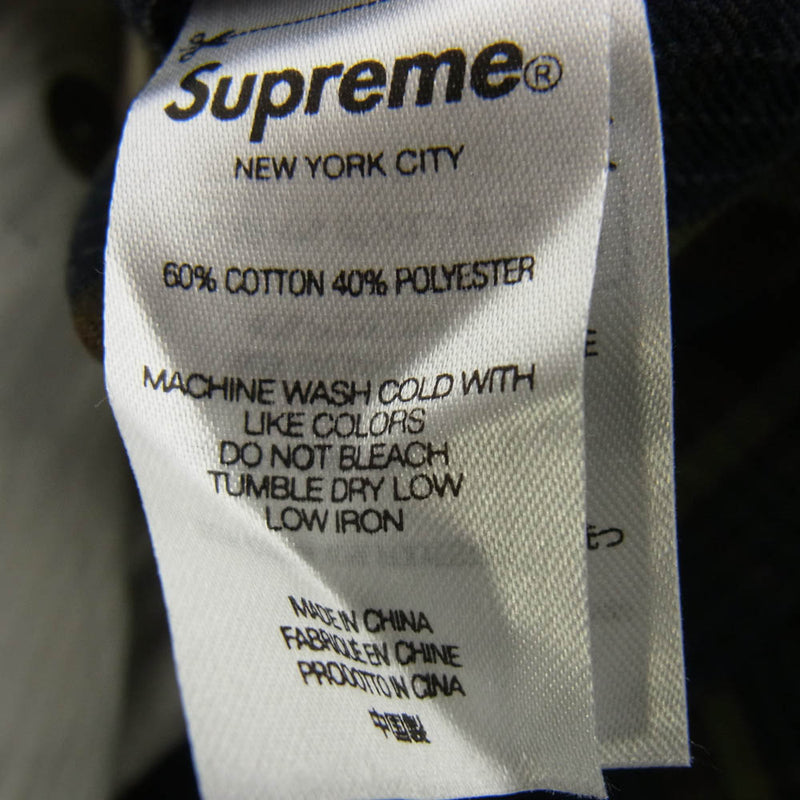 Supreme®
NEW YORK CITY
60% COTTON 40% POLYESTER
MACHINE WASH COLD WITH
LIKE COLORS
DO NOT BLEACH
TUMBLE DRY LOW
LOW IRON
MADE IN CHINA
FABRIQUÉ EN CHINE
PRODOTTO IN CINA
中国製